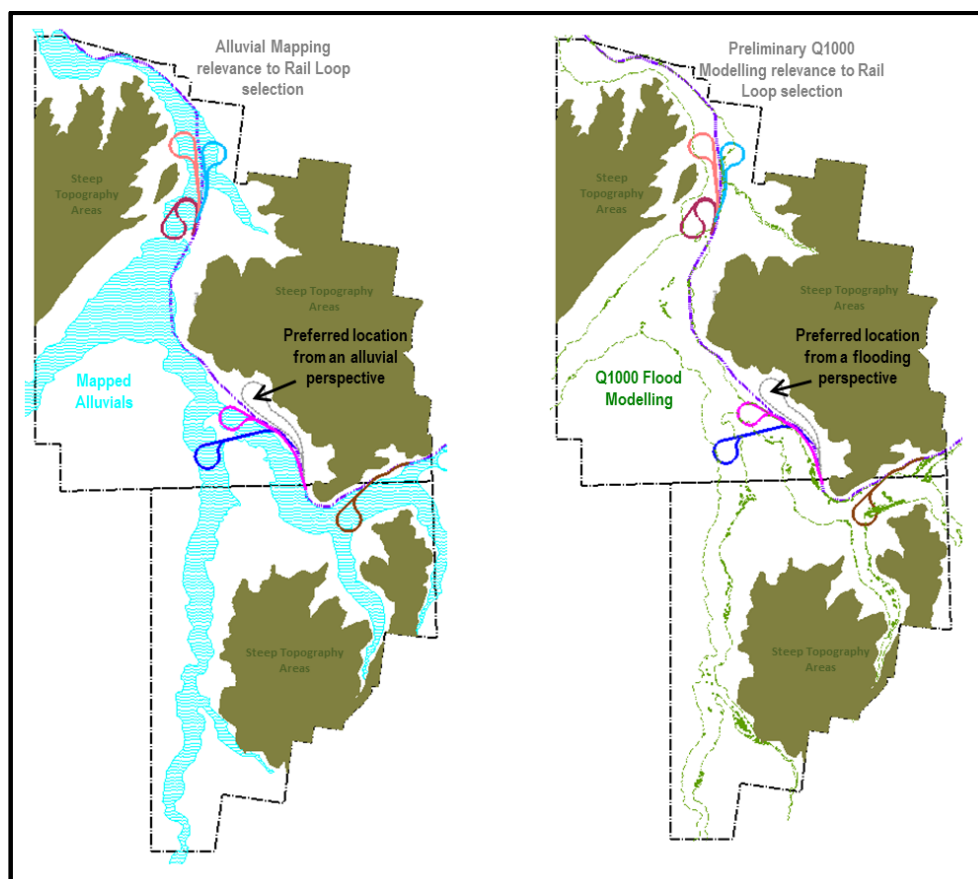 Alluvial Mapping
relevance to Rail Loop
selection
Steep
Topography
Areas
Steep Topography
Areas
Preferred location
from an alluvial
perspective
Mapped
Alluvials
Steep Topography
Areas
Preliminary Q1000
Modelling relevance to Rail
Loop selection
Steep
Topography
Areas
Steep Topography
Areas
Preferred location
from a flooding
perspective
Q1000 Flood
Modelling
Steep Topography
Areas